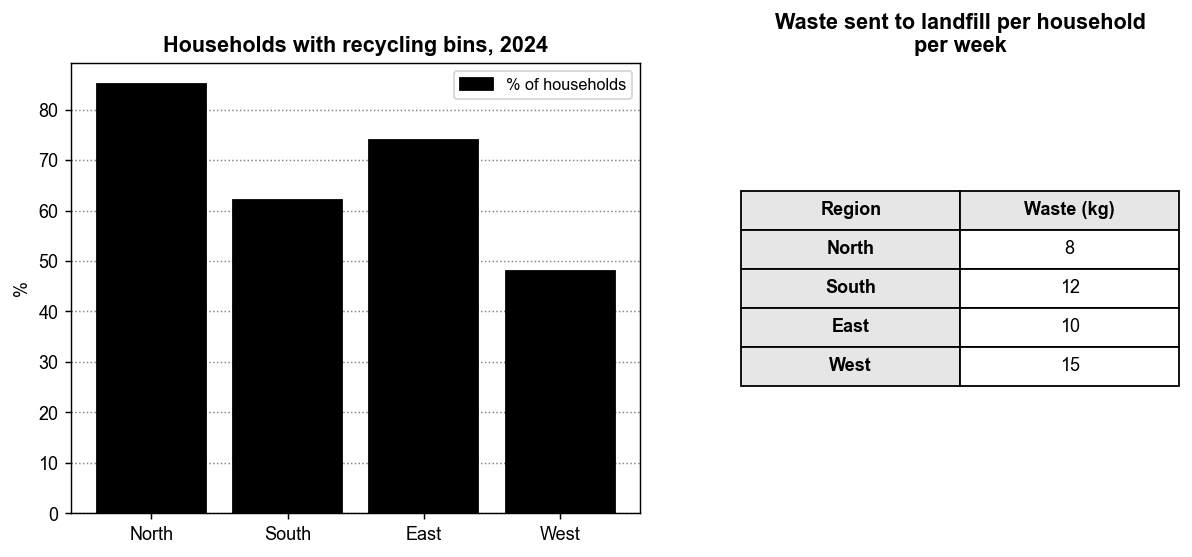 Households with recycling bins, 2024
% of households
%
80
70
60
50
40
30
20
10
0
North South East West
Waste sent to landfill per household
per week
Region Waste (kg)
North 8
South 12
East 10
West 15